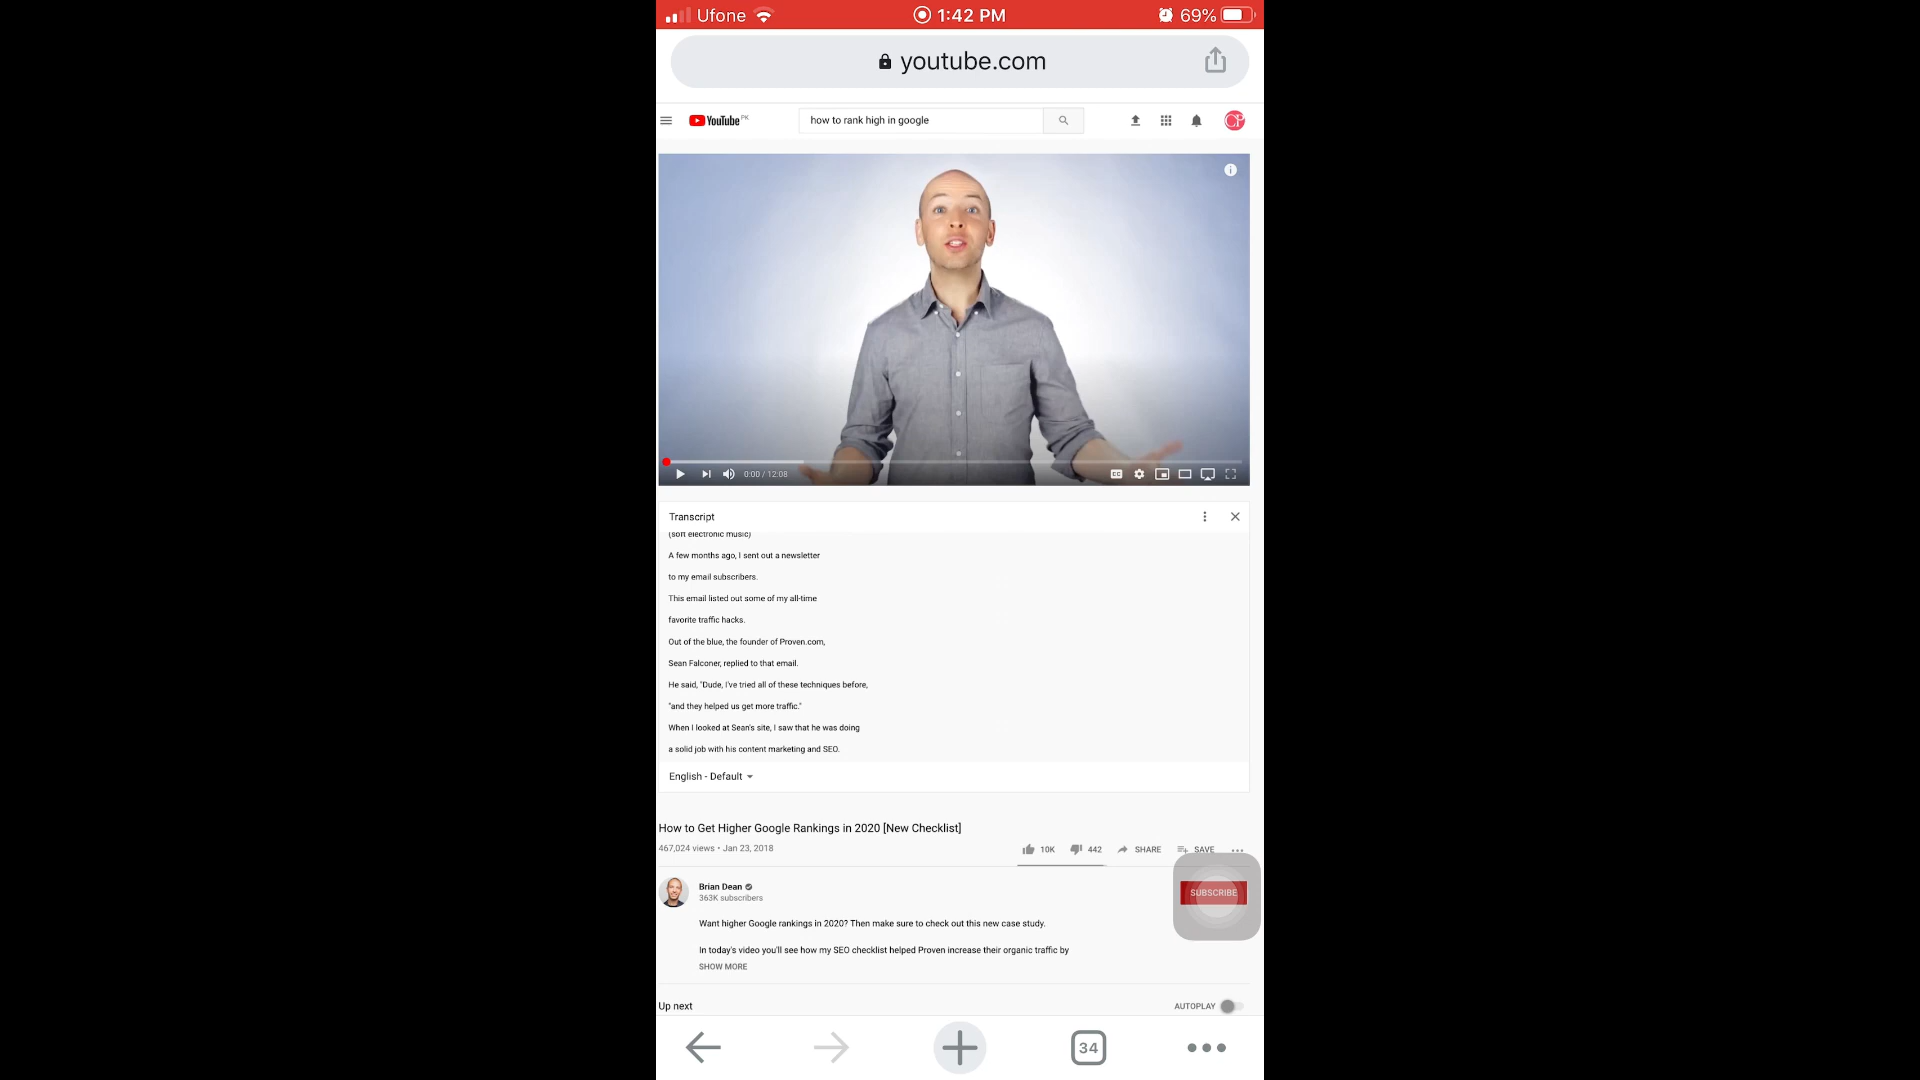 Ufone
1:42 PM
69%
youtube.com
YouTube PK
how to rank high in google
CP
i
0:00 / 12:08
CC
Transcript
(soft electronic music)
A few months ago, I sent out a newsletter
to my email subscribers.
This email listed out some of my all-time
favorite traffic hacks.
Out of the blue, the founder of Proven.com,
Sean Falconer, replied to that email.
He said, "Dude, I've tried all of these techniques before,
"and they helped us get more traffic."
When I looked at Sean's site, I saw that he was doing
a solid job with his content marketing and SEO.
English - Default
How to Get Higher Google Rankings in 2020 [New Checklist]
467,024 views • Jan 23, 2018
10K 442 SHARE SAVE
Brian Dean
363K subscribers
SUBSCRIBE
Want higher Google rankings in 2020? Then make sure to check out this new case study.
In today's video you'll see how my SEO checklist helped Proven increase their organic traffic by
SHOW MORE
Up next
AUTOPLAY
34